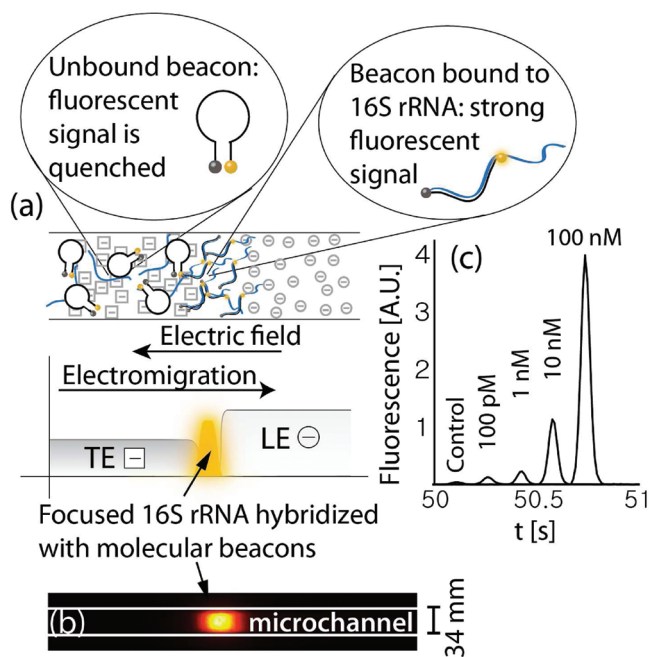 Unbound beacon:
fluorescent
signal is
quenched
Beacon bound to
16S rRNA: strong
fluorescent
signal
(a)
Electric field
Electromigration
TE
LE
Focused 16S rRNA hybridized
with molecular beacons
(b)
microchannel
34 mm
(c)
Fluorescence [A.U.]
4
3
2
1
Control
100 pM
1 nM
10 nM
100 nM
50
50.5
51
t [s]